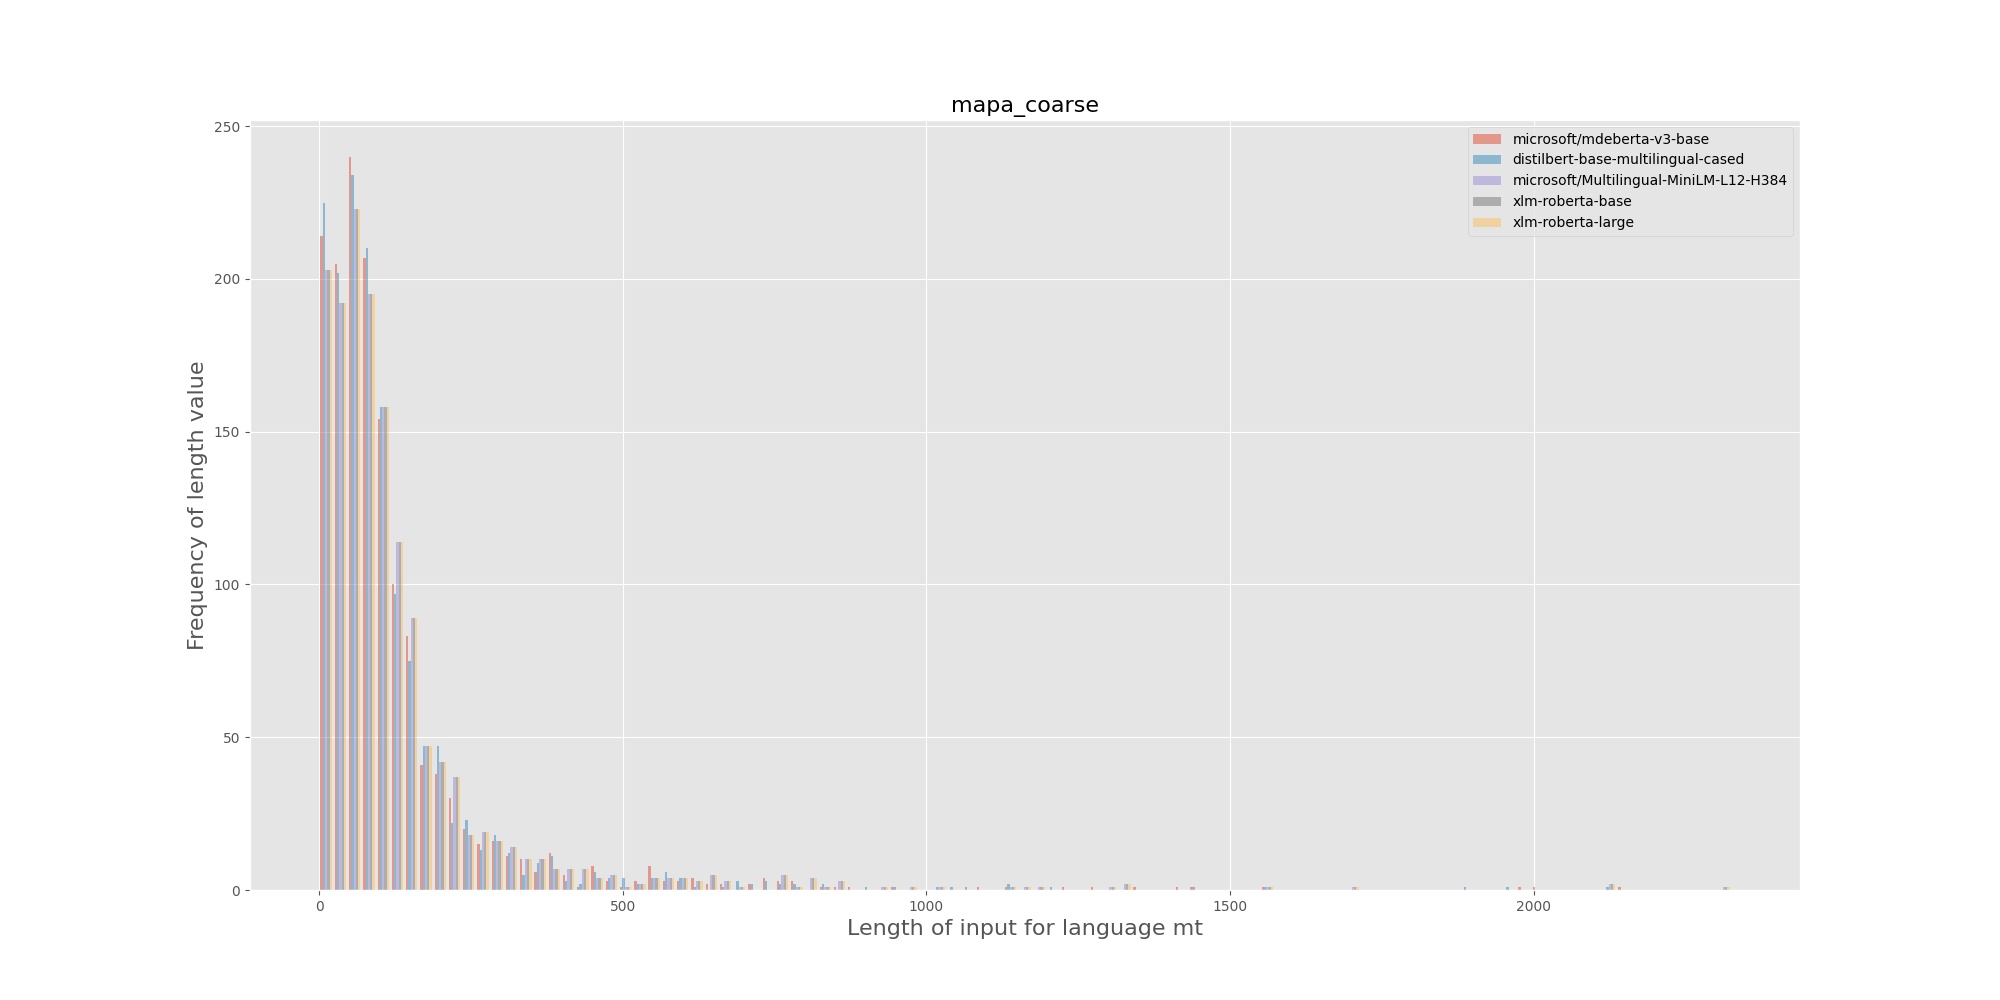 mapa_coarse
250
200
150
100
50
0
Frequency of length value
microsoft/mdeberta-v3-base
distilbert-base-multilingual-cased
microsoft/Multilingual-MiniLM-L12-H384
xlm-roberta-base
xlm-roberta-large
0 500 1000 1500 2000
Length of input for language mt